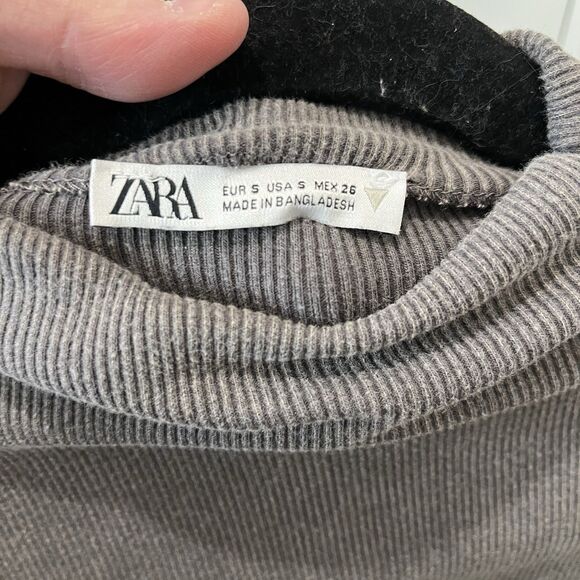 ZARA
EUR S USA S MEX 26
MADE IN BANGLADESH